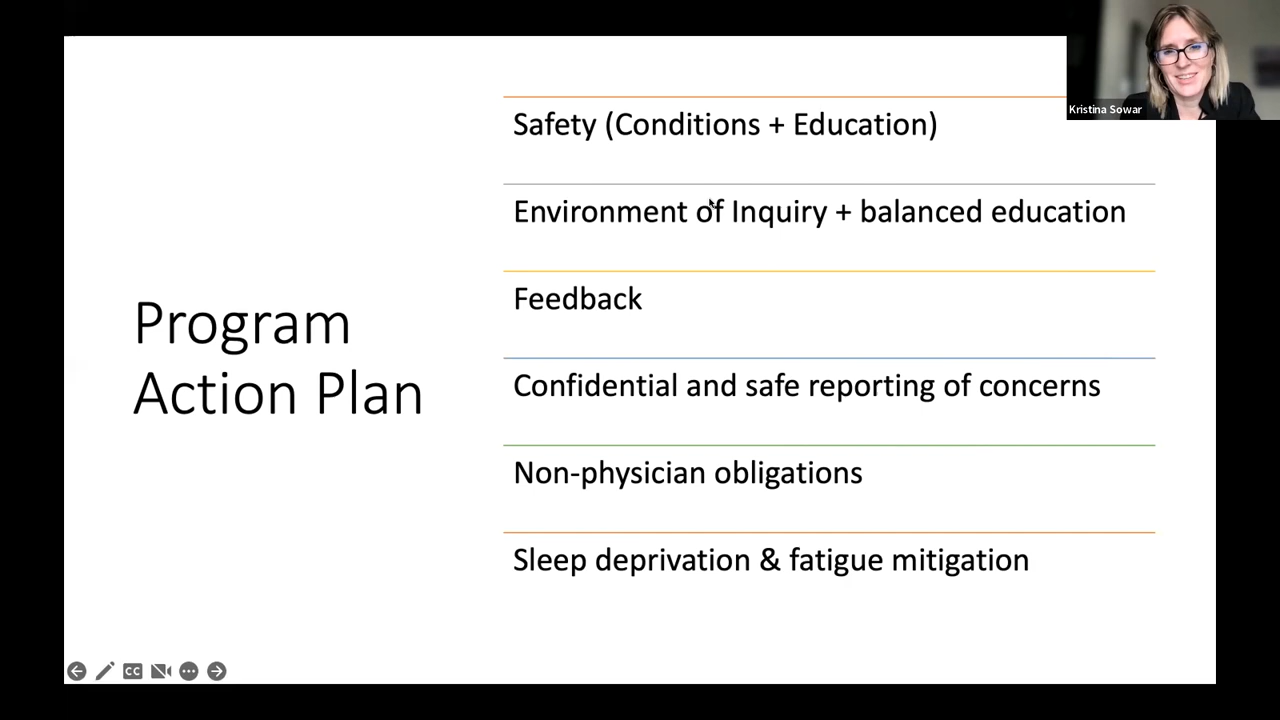 Kristina Sowar
Program
Action Plan
Safety (Conditions + Education)
Environment of Inquiry + balanced education
Feedback
Confidential and safe reporting of concerns
Non-physician obligations
Sleep deprivation & fatigue mitigation
CC